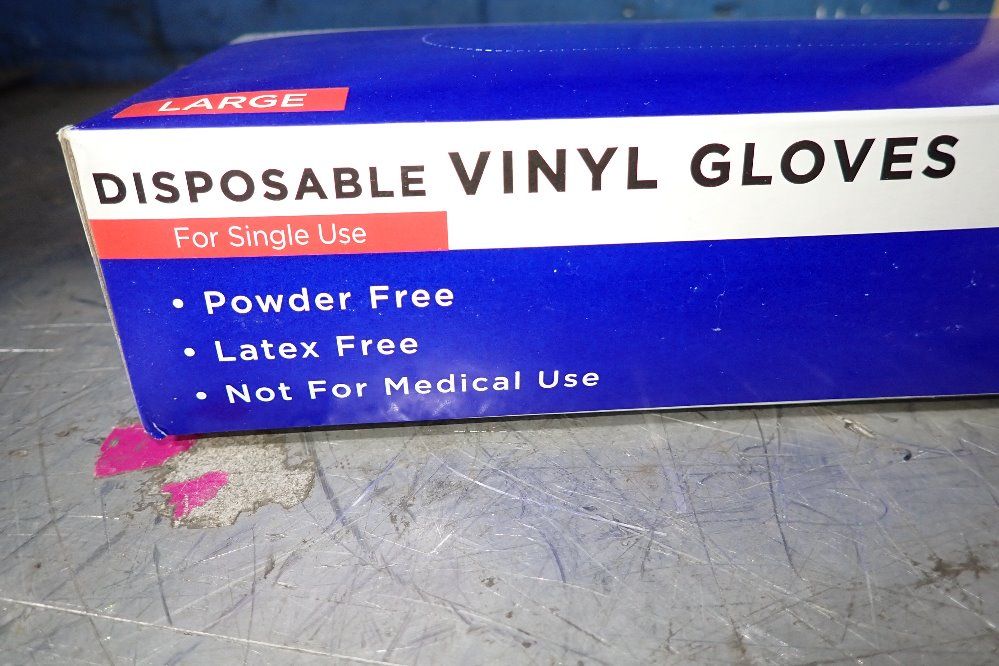 LARGE
DISPOSABLE VINYL GLOVES
For Single Use
• Powder Free
• Latex Free
• Not For Medical Use